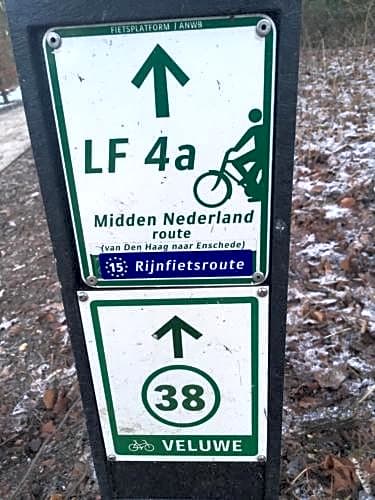 FIETSPLATFORM / ANWB
LF 4a
Midden Nederland
route
(van Den Haag naar Enschede)
15 Rijnfietsroute
38
VELUWE